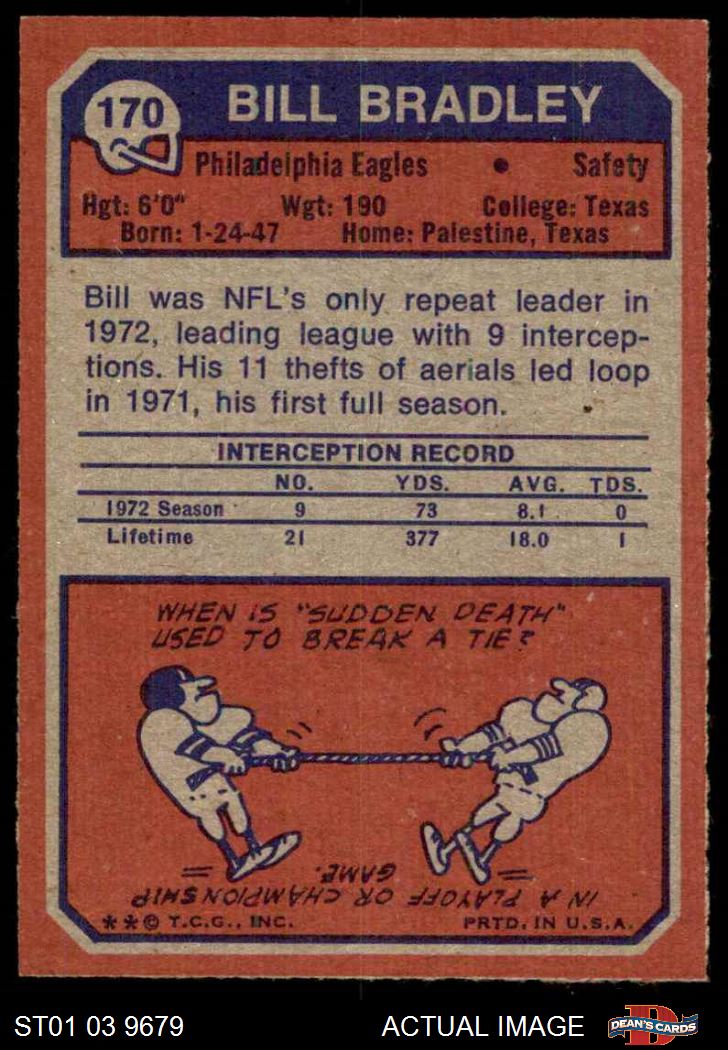 170
BILL BRADLEY
Philadelphia Eagles • Safety
Hgt: 6'0" Wgt: 190 College: Texas
Born: 1-24-47 Home: Palestine, Texas
Bill was NFL's only repeat leader in
1972, leading league with 9 intercep-
tions. His 11 thefts of aerials led loop
in 1971, his first full season.
INTERCEPTION RECORD
NO. YDS. AVG. TDS.
1972 Season 9 73 8.1 0
Lifetime 21 377 18.0 1
WHEN IS "SUDDEN DEATH"
USED TO BREAK A TIE?
IN A PLAYOFF OR CHAMPIONSHIP
GAME.
**© T.C.G., INC. PRTD. IN U.S.A.
ST01 03 9679 ACTUAL IMAGE DEAN'S CARDS